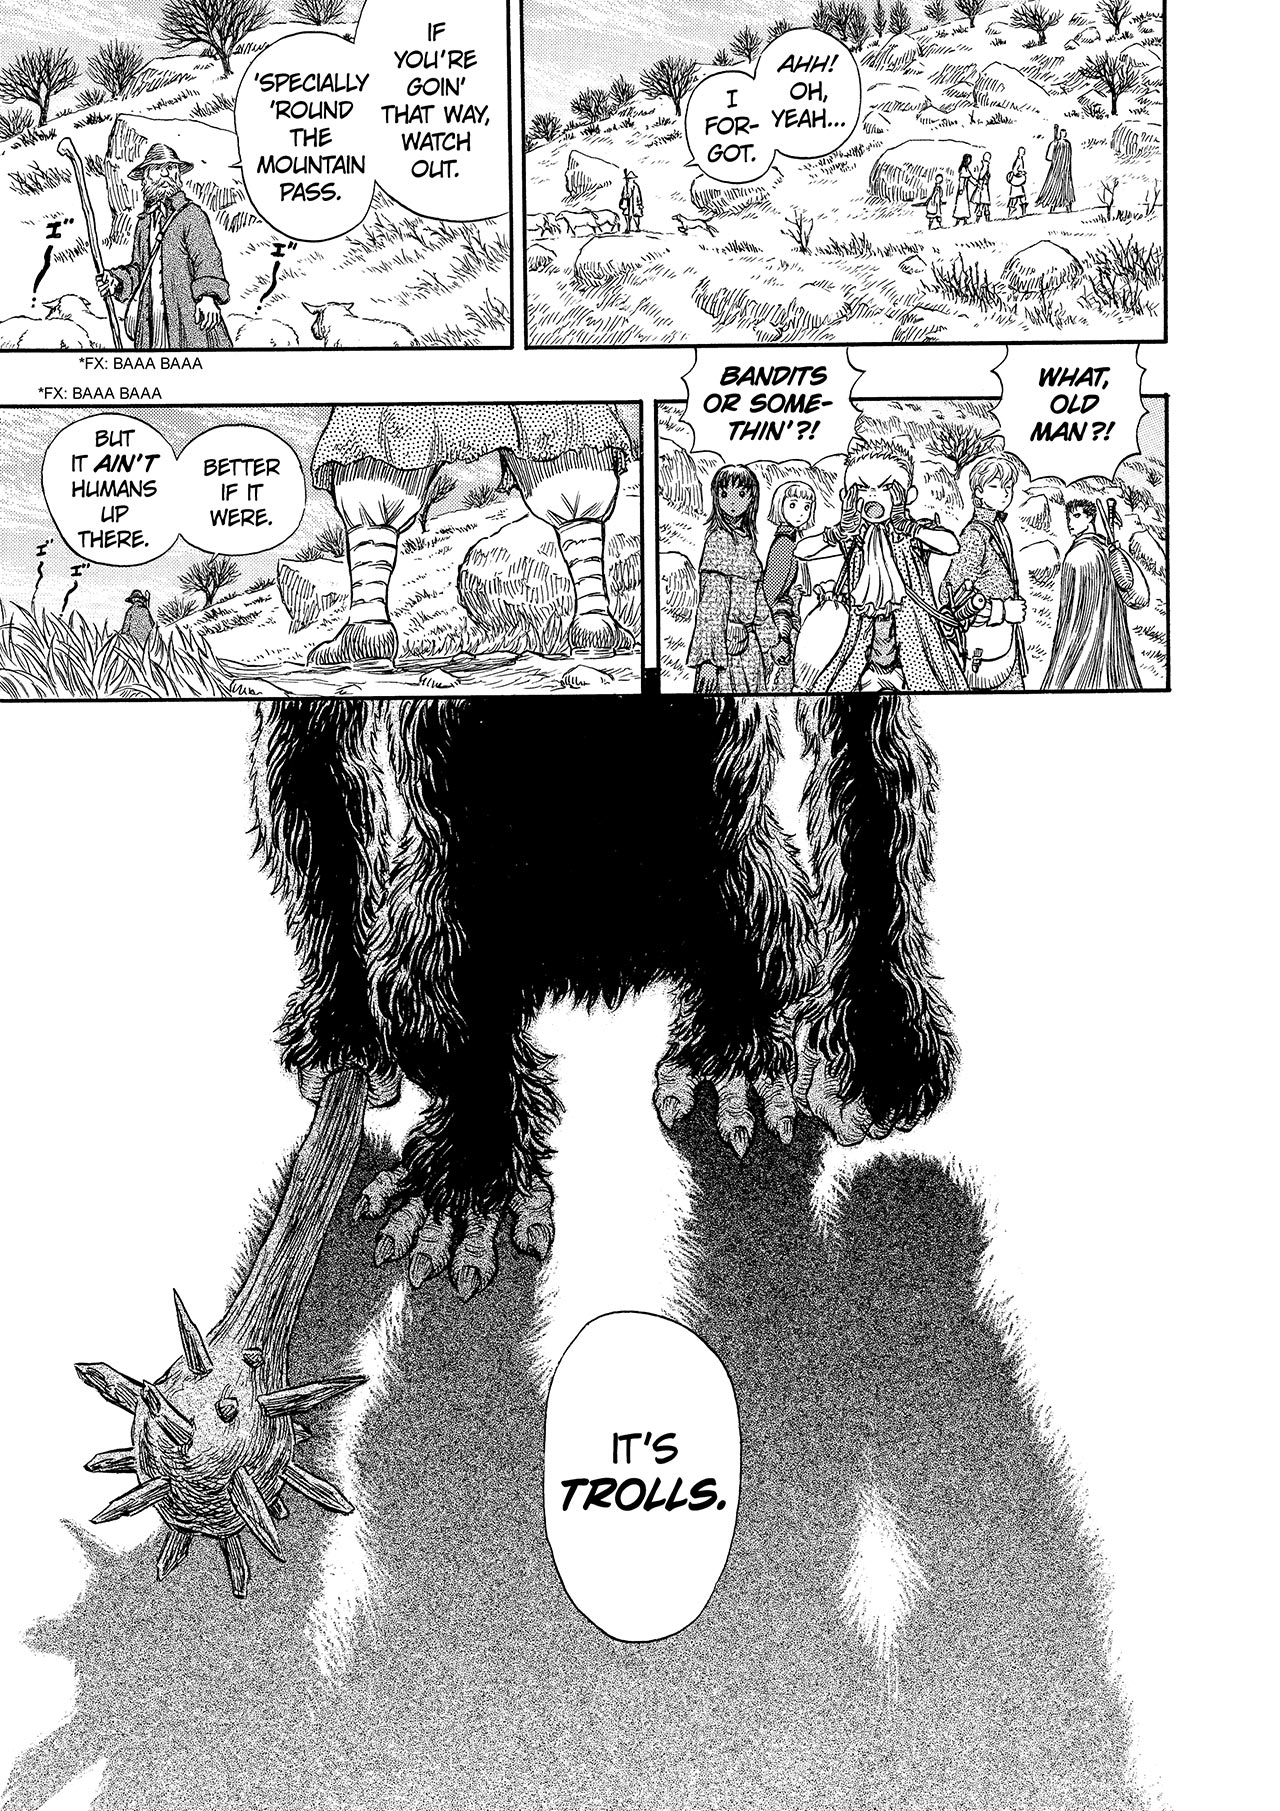 AHH!
OH,
YEAH...
I
FOR-
GOT.
IF
YOU'RE
GOIN'
THAT WAY,
WATCH
OUT.
'SPECIALLY
'ROUND
THE
MOUNTAIN
PASS.
*FX: BAAA BAAA
WHAT,
OLD
MAN?!
BANDITS
OR SOME-
THIN'?!
*FX: BAAA BAAA
BETTER
IF IT
WERE.
BUT
IT AIN'T
HUMANS
UP
THERE.
IT'S
TROLLS.